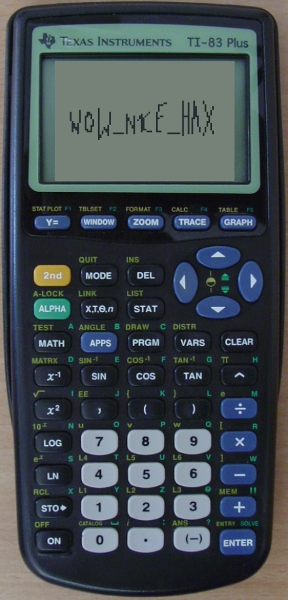 TEXAS INSTRUMENTS TI-83 Plus
WOW_NICE_HAX
STAT PLOT F1 TBLSET F2 FORMAT F3 CALC F4 TABLE F5
Y= WINDOW ZOOM TRACE GRAPH
QUIT INS
2nd MODE DEL
A-LOCK LINK LIST
ALPHA X,T,Θ,n STAT
TEST A ANGLE B DRAW C DISTR
MATH APPS PRGM VARS CLEAR
MATRX D SIN⁻¹ E COS⁻¹ F TAN⁻¹ G π H
x⁻¹ SIN COS TAN ^
√ I EE J { K } L e M
x² , ( ) ÷
10ˣ N u O v P w Q [ R
LOG 7 8 9 ×
eˣ S L4 T L5 U L6 V ] W
LN 4 5 6 −
RCL X L1 Y L2 Z L3 θ MEM "
STO▸ 1 2 3 +
OFF CATALOG i : ANS ? ENTRY SOLVE
ON 0 . (−) ENTER